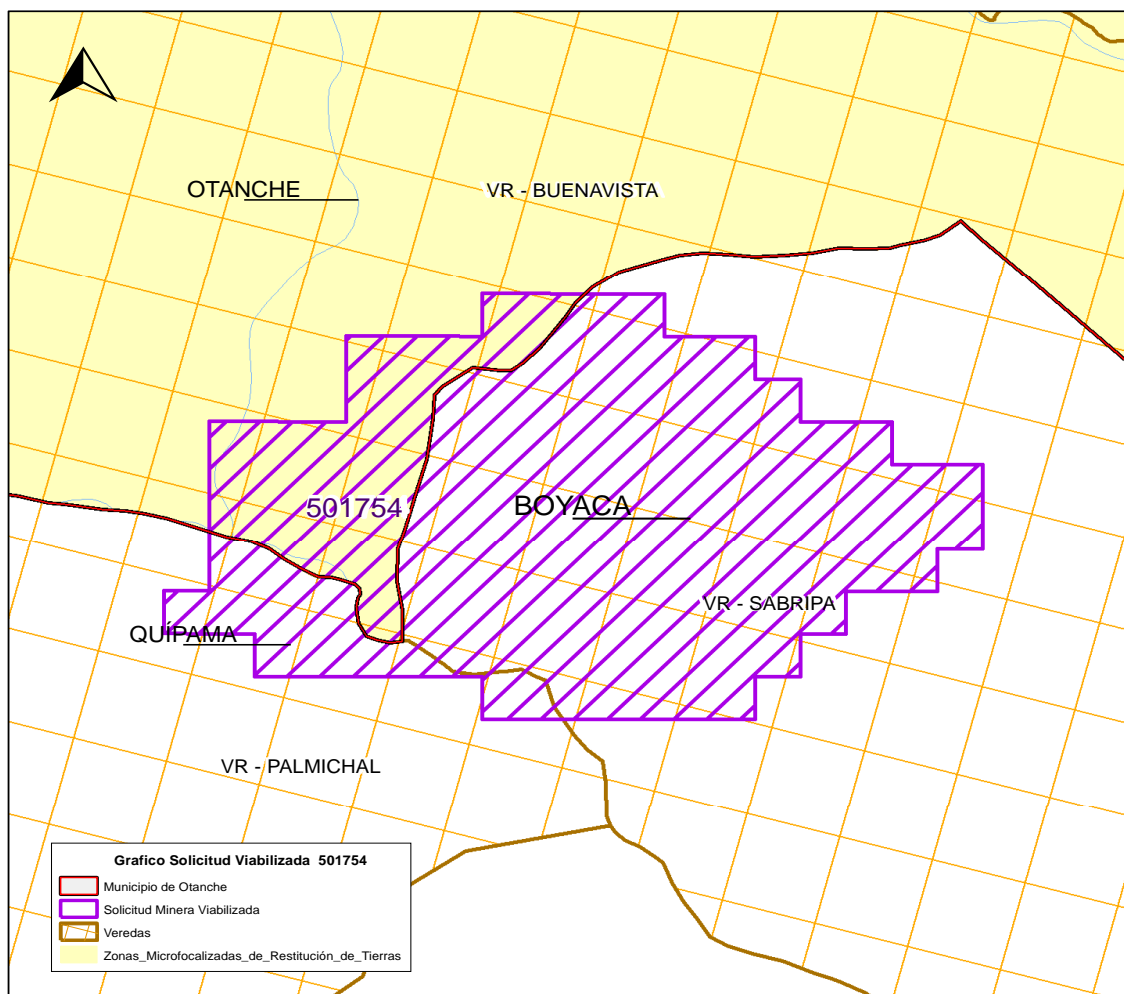 OTANCHE
VR - BUENAVISTA
501754
BOYACA
VR - SABRIPA
QUÍPAMA
VR - PALMICHAL
Grafico Solicitud Viabilizada 501754
Municipio de Otanche
Solicitud Minera Viabilizada
Veredas
Zonas_Microfocalizadas_de_Restitución_de_Tierras